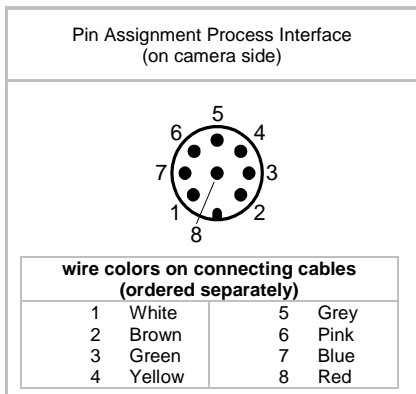 Pin Assignment Process Interface
(on camera side)
5
6 4
7 3
1 2
8
wire colors on connecting cables
(ordered separately)
1 White 5 Grey
2 Brown 6 Pink
3 Green 7 Blue
4 Yellow 8 Red